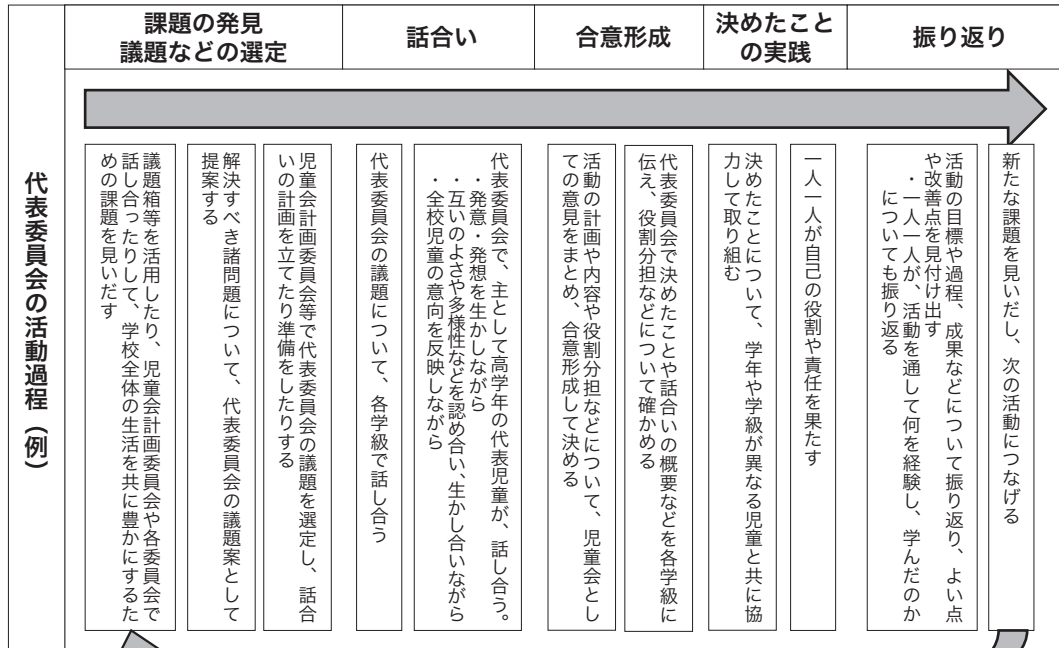 課題の発見
議題などの選定
話合い
合意形成
決めたこと
の実践
振り返り
代表委員会の活動過程（例）
議題箱等を活用したり、児童会計画委員会や各委員会で
話し合ったりして、学校全体の生活を共に豊かにするた
めの課題を見いだす
解決すべき諸問題について、代表委員会の議題案として
提案する
児童会計画委員会等で代表委員会の議題を選定し、話合
いの計画を立てたり準備をしたりする
代表委員会の議題について、各学級で話し合う
代表委員会で、主として高学年の代表児童が、話し合う。
・発意・発想を生かしながら
・互いのよさや多様性などを認め合い、生かし合いながら
・全校児童の意向を反映しながら
活動の計画や内容や役割分担などについて、児童会とし
ての意見をまとめ、合意形成して決める
代表委員会で決めたことや話合いの概要などを各学級に
伝え、役割分担などについて確かめる
決めたことについて、学年や学級が異なる児童と共に協
力して取り組む
一人一人が自己の役割や責任を果たす
活動の目標や過程、成果などについて振り返り、よい点
や改善点を見付け出す
・一人一人が、活動を通して何を経験し、学んだのか
についても振り返る
新たな課題を見いだし、次の活動につなげる